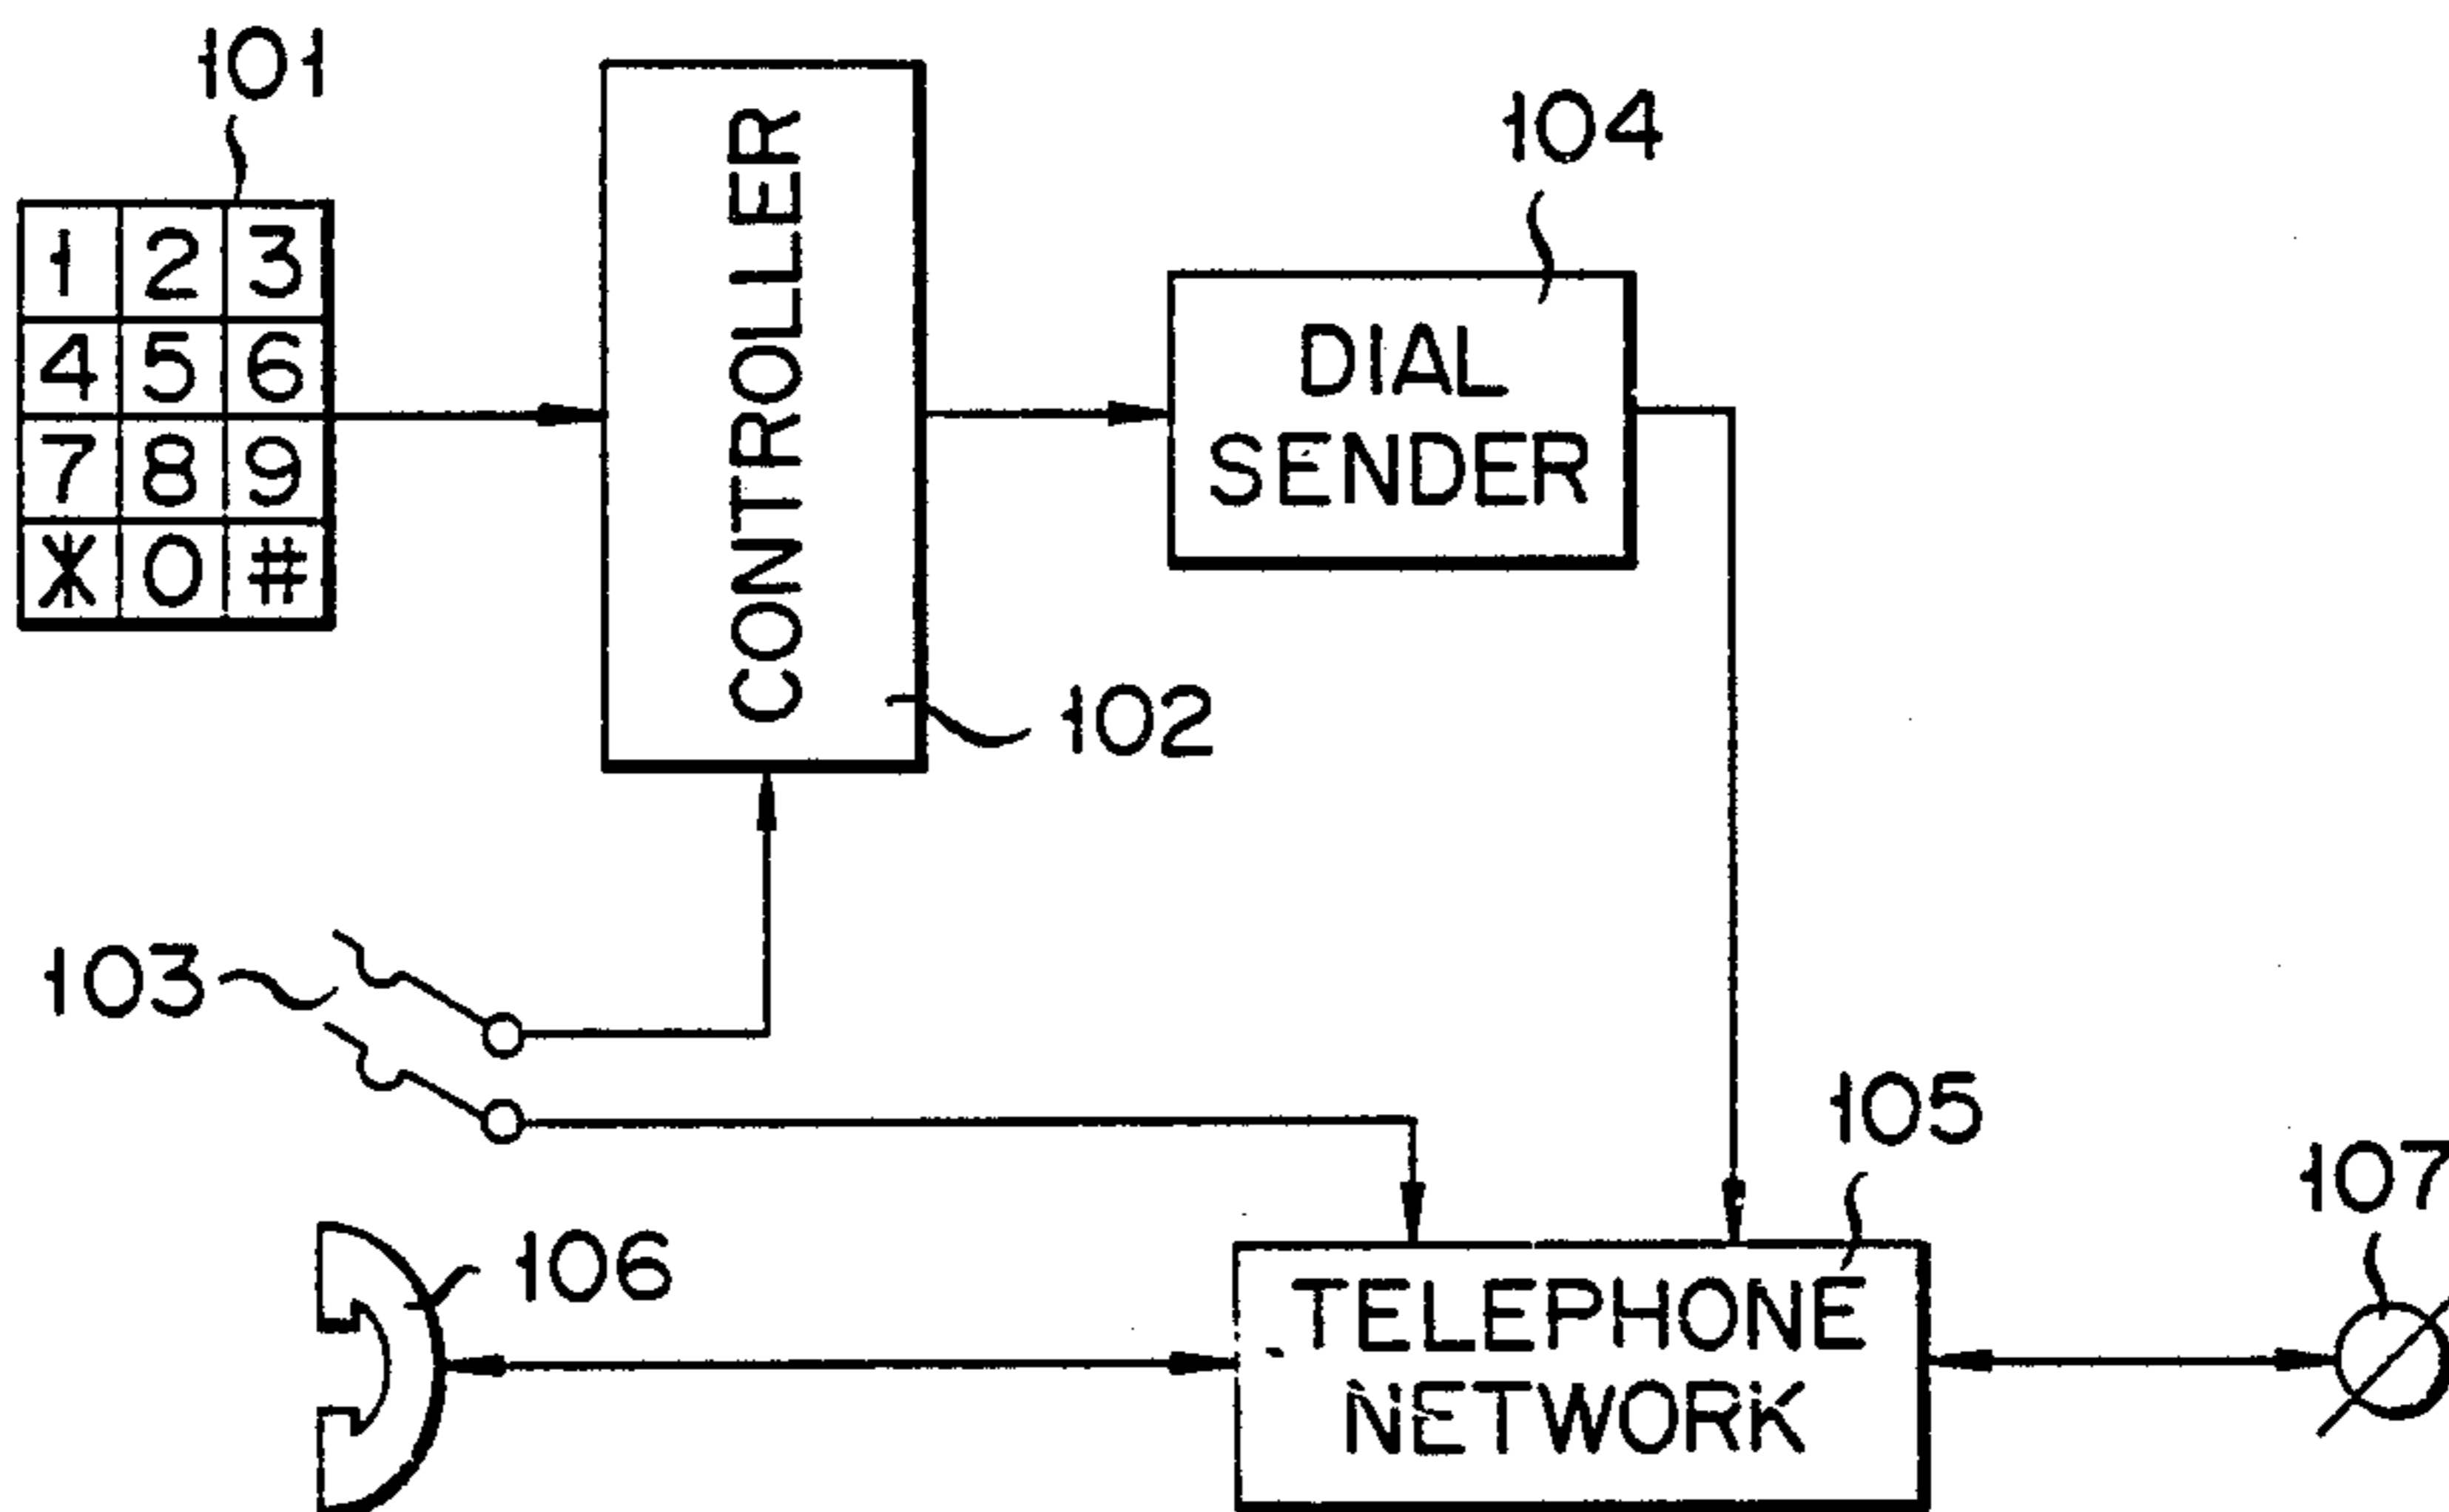 101
1 2 3
4 5 6
7 8 9
* 0 #
CONTROLLER
102
104
DIAL
SENDER
103
105
107
106
TELEPHONE
NETWORK